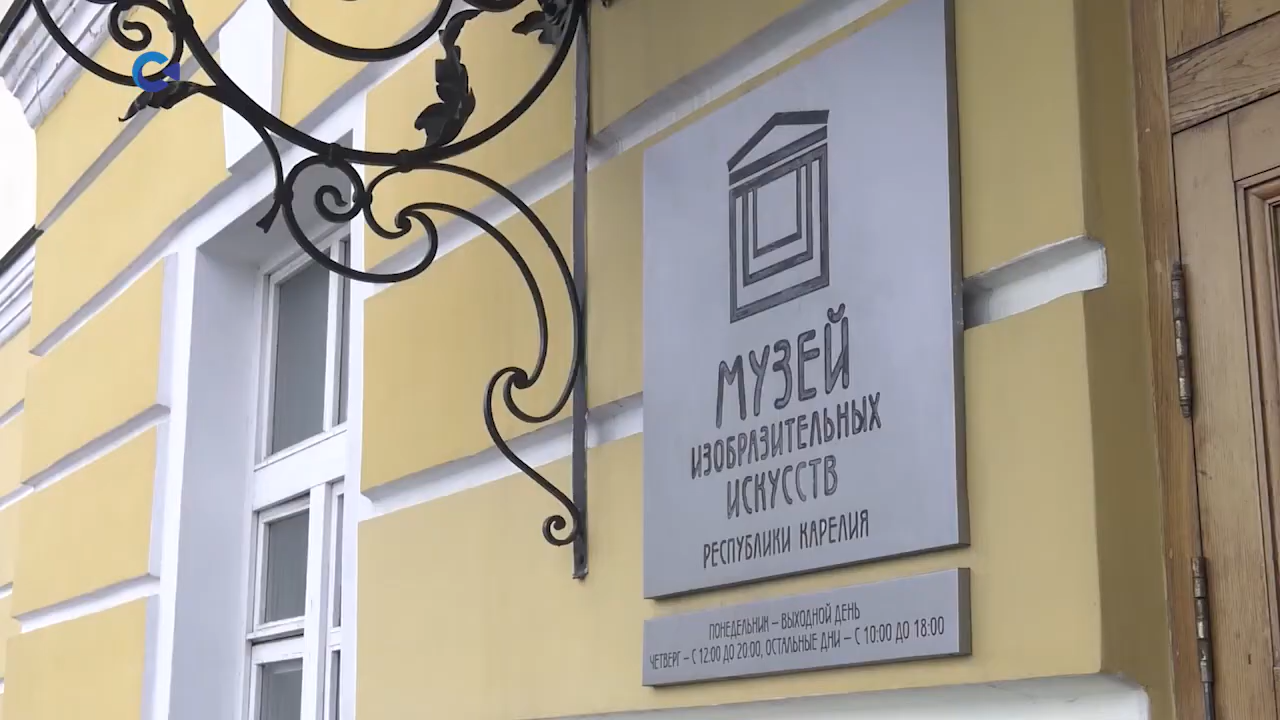 МУЗЕЙ
ИЗОБРАЗИТЕЛЬНЫХ
ИСКУССТВ
РЕСПУБЛИКИ КАРЕЛИЯ
ПОНЕДЕЛЬНИК – ВЫХОДНОЙ ДЕНЬ
ЧЕТВЕРГ – С 12:00 ДО 20:00, ОСТАЛЬНЫЕ ДНИ – С 10:00 ДО 18:00